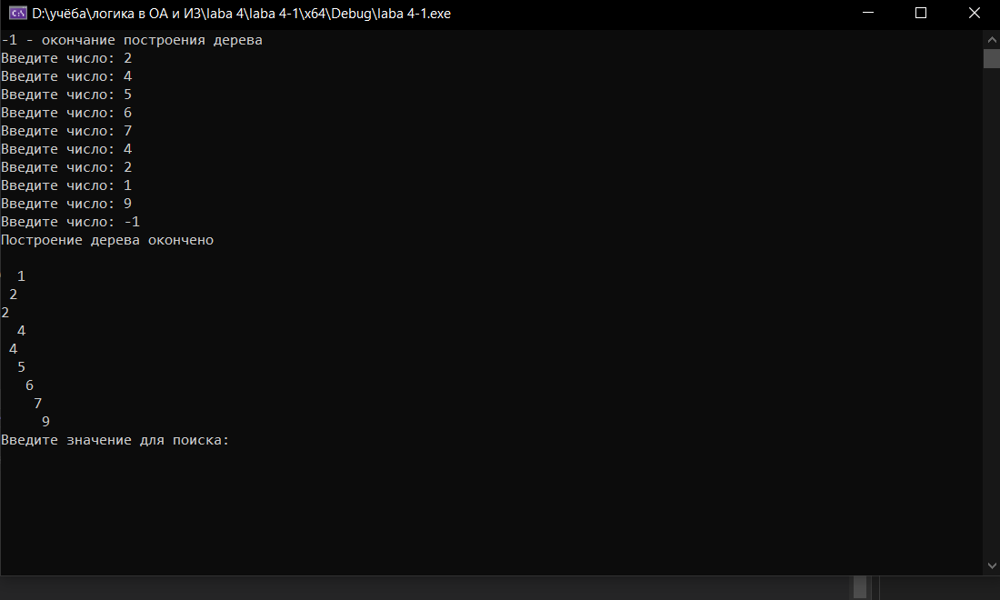 D:\учёба\логика в ОА и ИЗ\laba 4\laba 4-1\x64\Debug\laba 4-1.exe
-1 - окончание построения дерева
Введите число: 2
Введите число: 4
Введите число: 5
Введите число: 6
Введите число: 7
Введите число: 4
Введите число: 2
Введите число: 1
Введите число: 9
Введите число: -1
Построение дерева окончено

  1
 2
2
  4
 4
  5
   6
    7
     9
Введите значение для поиска: